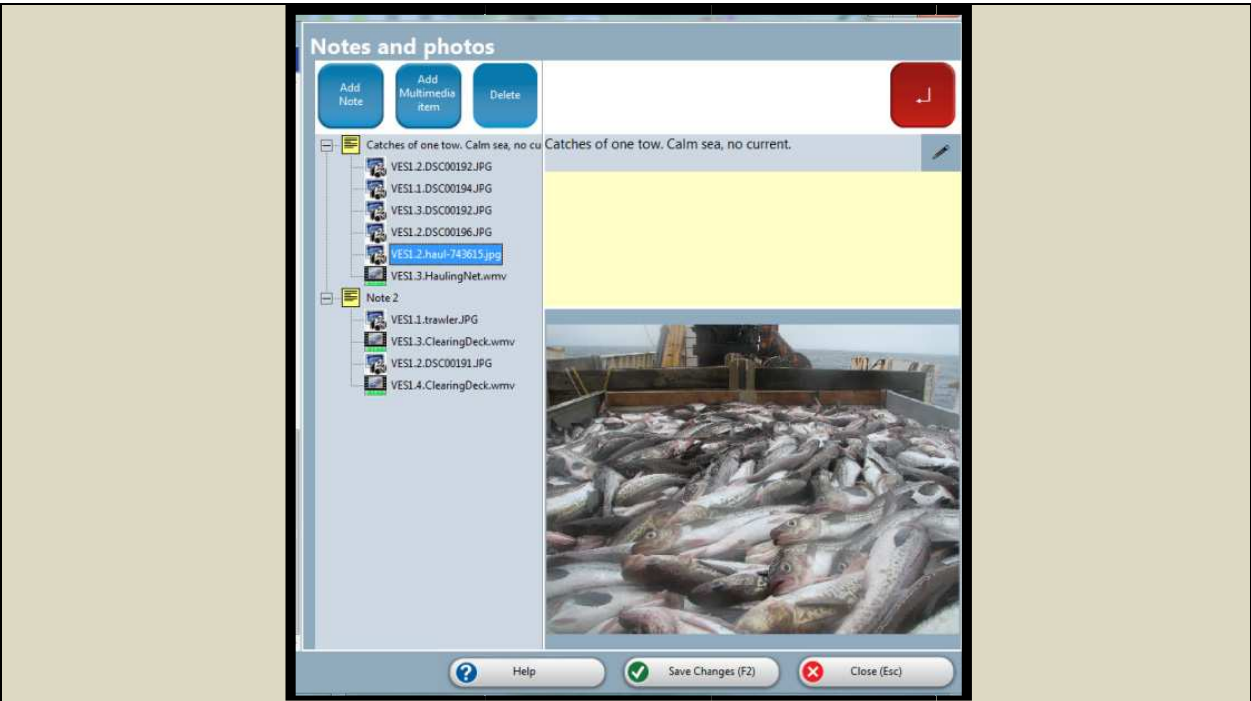 Notes and photos
Add
Note
Add
Multimedia
item
Delete
Catches of one tow. Calm sea, no cu
VES1.2.DSC00192.JPG
VES1.1.DSC00194.JPG
VES1.3.DSC00192.JPG
VES1.2.DSC00196.JPG
VES1.2.haul-743615.jpg
VES1.3.HaulingNet.wmv
Note 2
VES1.1.trawler.JPG
VES1.3.ClearingDeck.wmv
VES1.2.DSC00191.JPG
VES1.4.ClearingDeck.wmv
Catches of one tow. Calm sea, no current.
Help
Save Changes (F2)
Close (Esc)